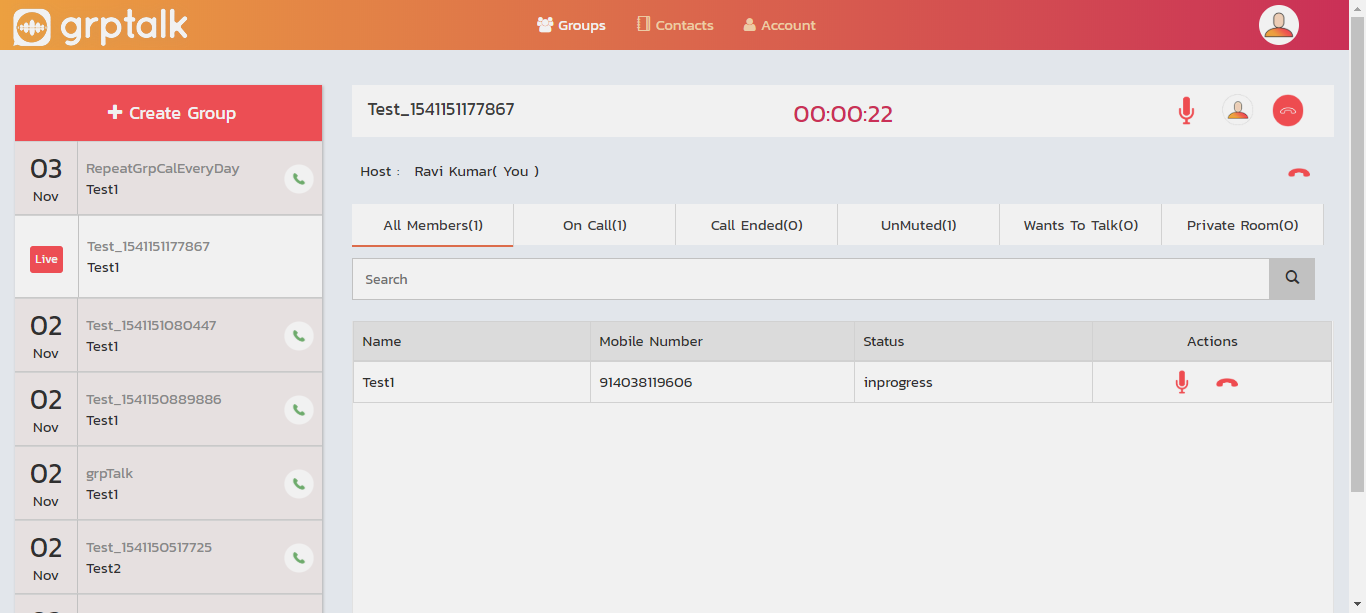 grptalk
Groups
Contacts
Account
Create Group
03
Nov
RepeatGrpCalEveryDay
Test1
Live
Test_1541151177867
Test1
02
Nov
Test_1541151080447
Test1
02
Nov
Test_1541150889886
Test1
02
Nov
grpTalk
Test1
02
Nov
Test_1541150517725
Test2
Test_1541151177867
00:00:22
Host : Ravi Kumar( You )
All Members(1)
On Call(1)
Call Ended(0)
UnMuted(1)
Wants To Talk(0)
Private Room(0)
Search
Name Mobile Number Status Actions
Test1 914038119606 inprogress